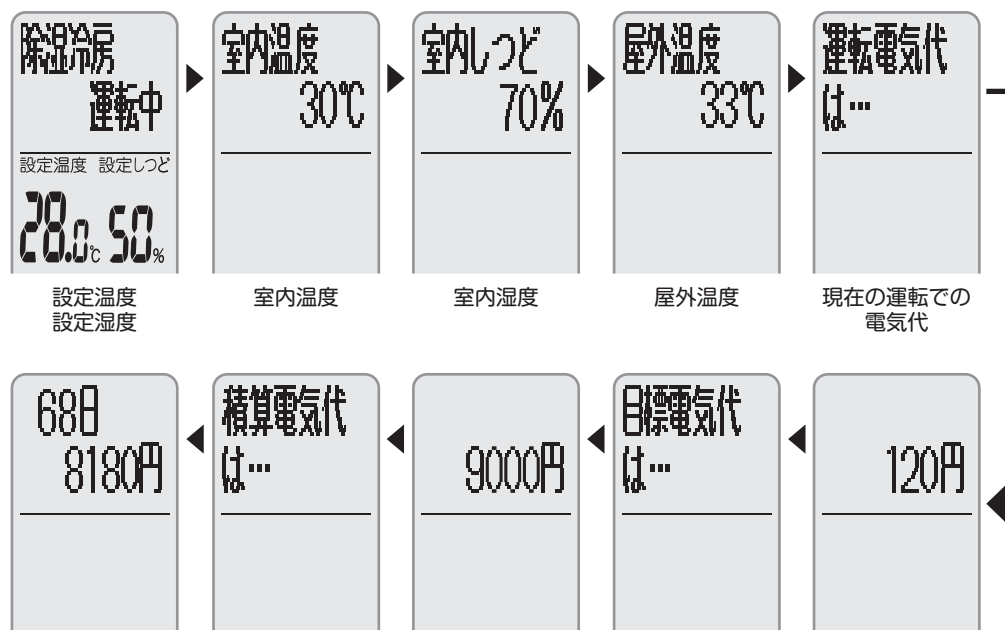 除湿冷房
運転中
設定温度 設定しつど
28.0℃ 50%
設定温度
設定湿度
室内温度
30℃
室内温度
室内しつど
70%
室内湿度
屋外温度
33℃
屋外温度
運転電気代
は…
現在の運転での
電気代
120円
目標電気代
は…
9000円
積算電気代
は…
68日
8180円